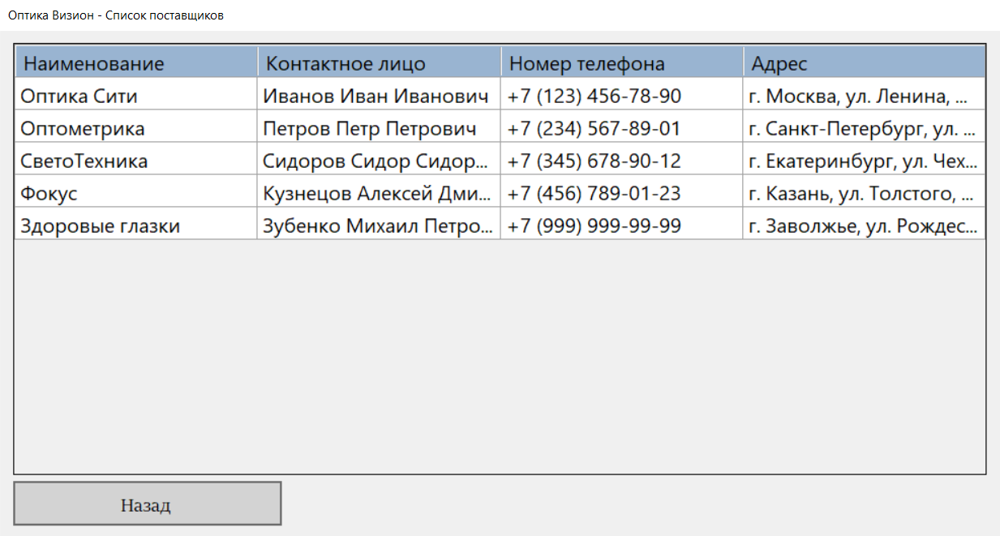 Оптика Визион - Список поставщиков
Наименование Контактное лицо Номер телефона Адрес
Оптика Сити Иванов Иван Иванович +7 (123) 456-78-90 г. Москва, ул. Ленина, ...
Оптометрика Петров Петр Петрович +7 (234) 567-89-01 г. Санкт-Петербург, ул. ...
СветоТехника Сидоров Сидор Сидор... +7 (345) 678-90-12 г. Екатеринбург, ул. Чех...
Фокус Кузнецов Алексей Дми... +7 (456) 789-01-23 г. Казань, ул. Толстого, ...
Здоровые глазки Зубенко Михаил Петро... +7 (999) 999-99-99 г. Заволжье, ул. Рождес...
Назад